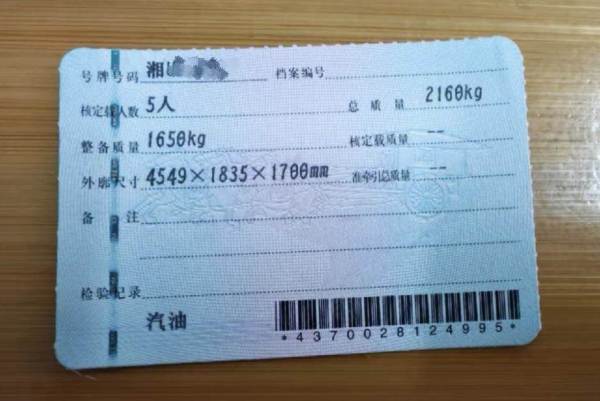 号牌号码 湘 档案编号
核定载人数 5人 总质量 2160kg
整备质量 1650kg 核定载质量 --
外廓尺寸 4549×1835×1700mm 准牵引总质量 --
备注
检验记录
汽油
*4370028124995*